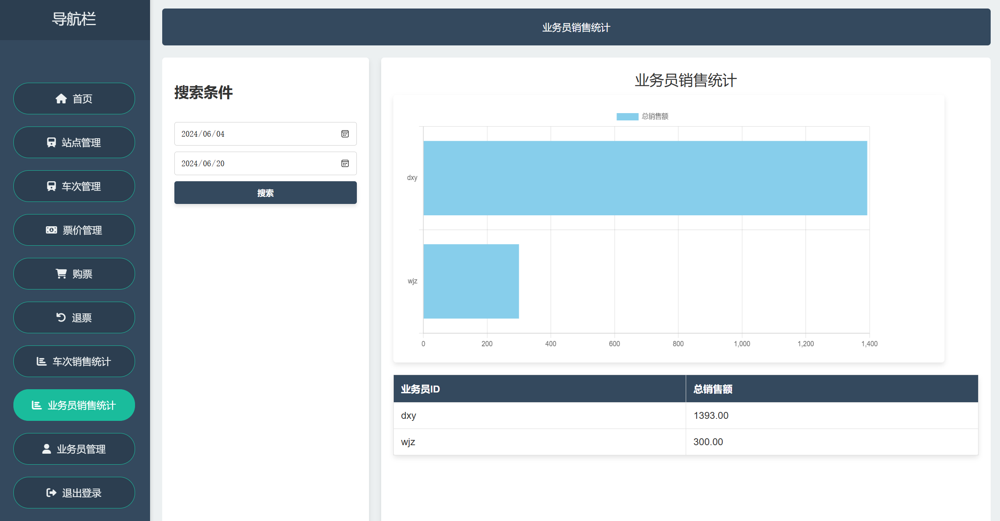 导航栏
首页
站点管理
车次管理
票价管理
购票
退票
车次销售统计
业务员销售统计
业务员管理
退出登录
业务员销售统计
搜索条件
2024/06/04
2024/06/20
搜索
业务员销售统计
总销售额
dxy
wjz
0 200 400 600 800 1,000 1,200 1,400
业务员ID 总销售额
dxy 1393.00
wjz 300.00